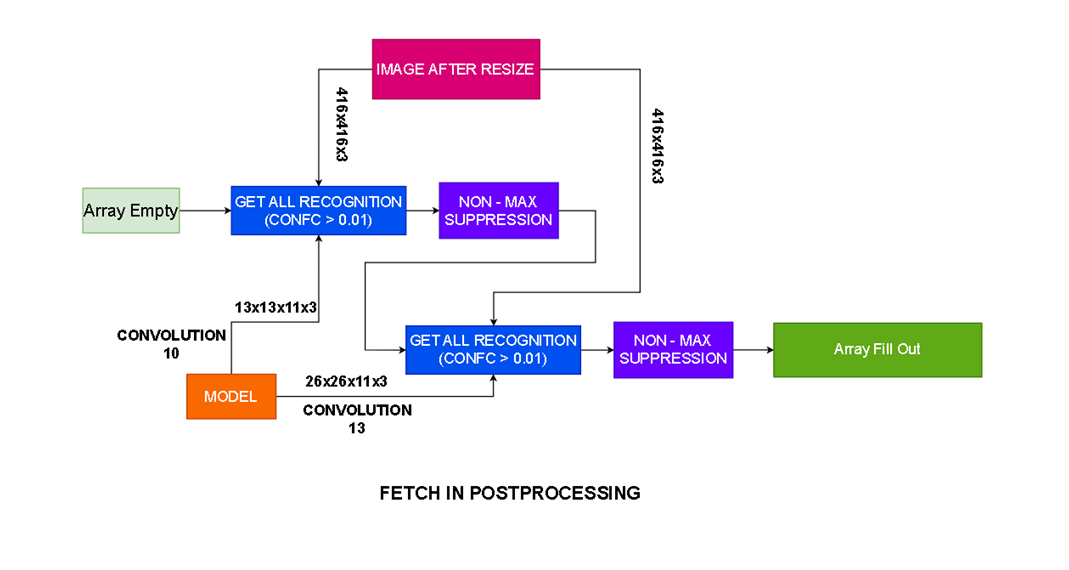 IMAGE AFTER RESIZE
416x416x3
416x416x3
Array Empty
GET ALL RECOGNITION
(CONFC > 0.01)
NON - MAX
SUPPRESSION
13x13x11x3
CONVOLUTION
10
GET ALL RECOGNITION
(CONFC > 0.01)
NON - MAX
SUPPRESSION
Array Fill Out
MODEL
26x26x11x3
CONVOLUTION
13
FETCH IN POSTPROCESSING